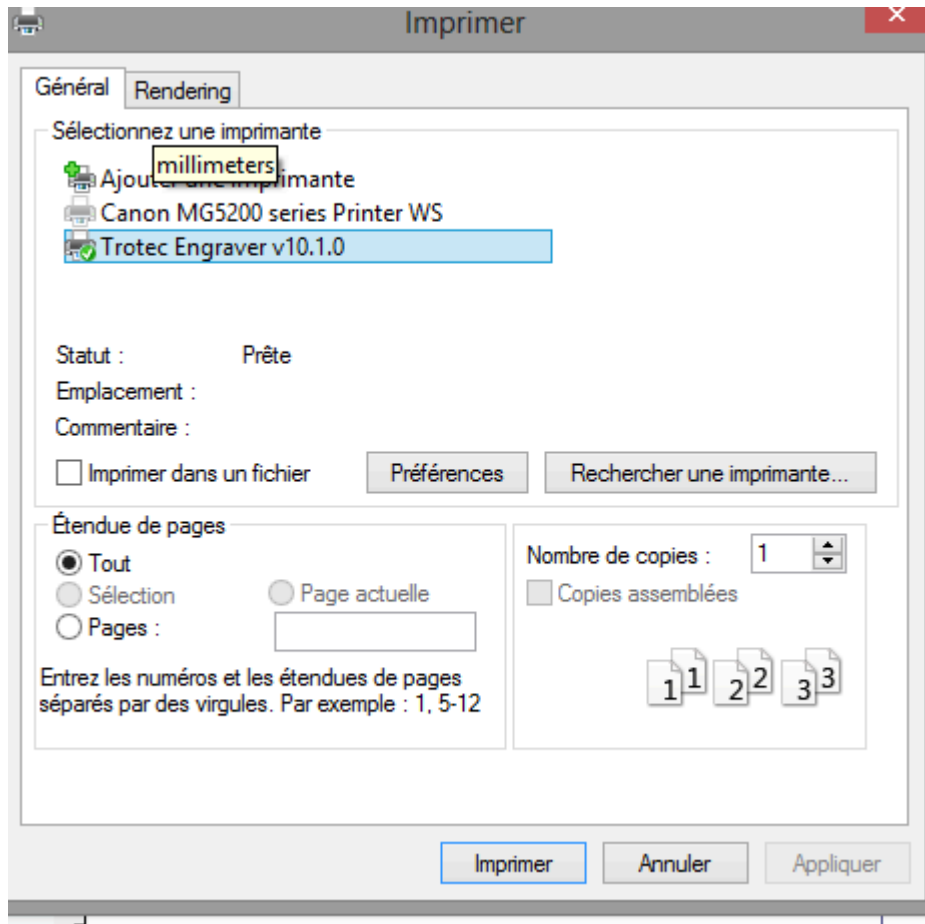 Imprimer
Général
Rendering
Sélectionnez une imprimante
millimeters
Ajouter une imprimante
Canon MG5200 series Printer WS
Trotec Engraver v10.1.0
Statut : Prête
Emplacement :
Commentaire :
Imprimer dans un fichier
Préférences
Rechercher une imprimante...
Étendue de pages
Tout
Sélection
Page actuelle
Pages :
Entrez les numéros et les étendues de pages
séparés par des virgules. Par exemple : 1, 5-12
Nombre de copies : 1
Copies assemblées
1 1 2 2 3 3
Imprimer
Annuler
Appliquer